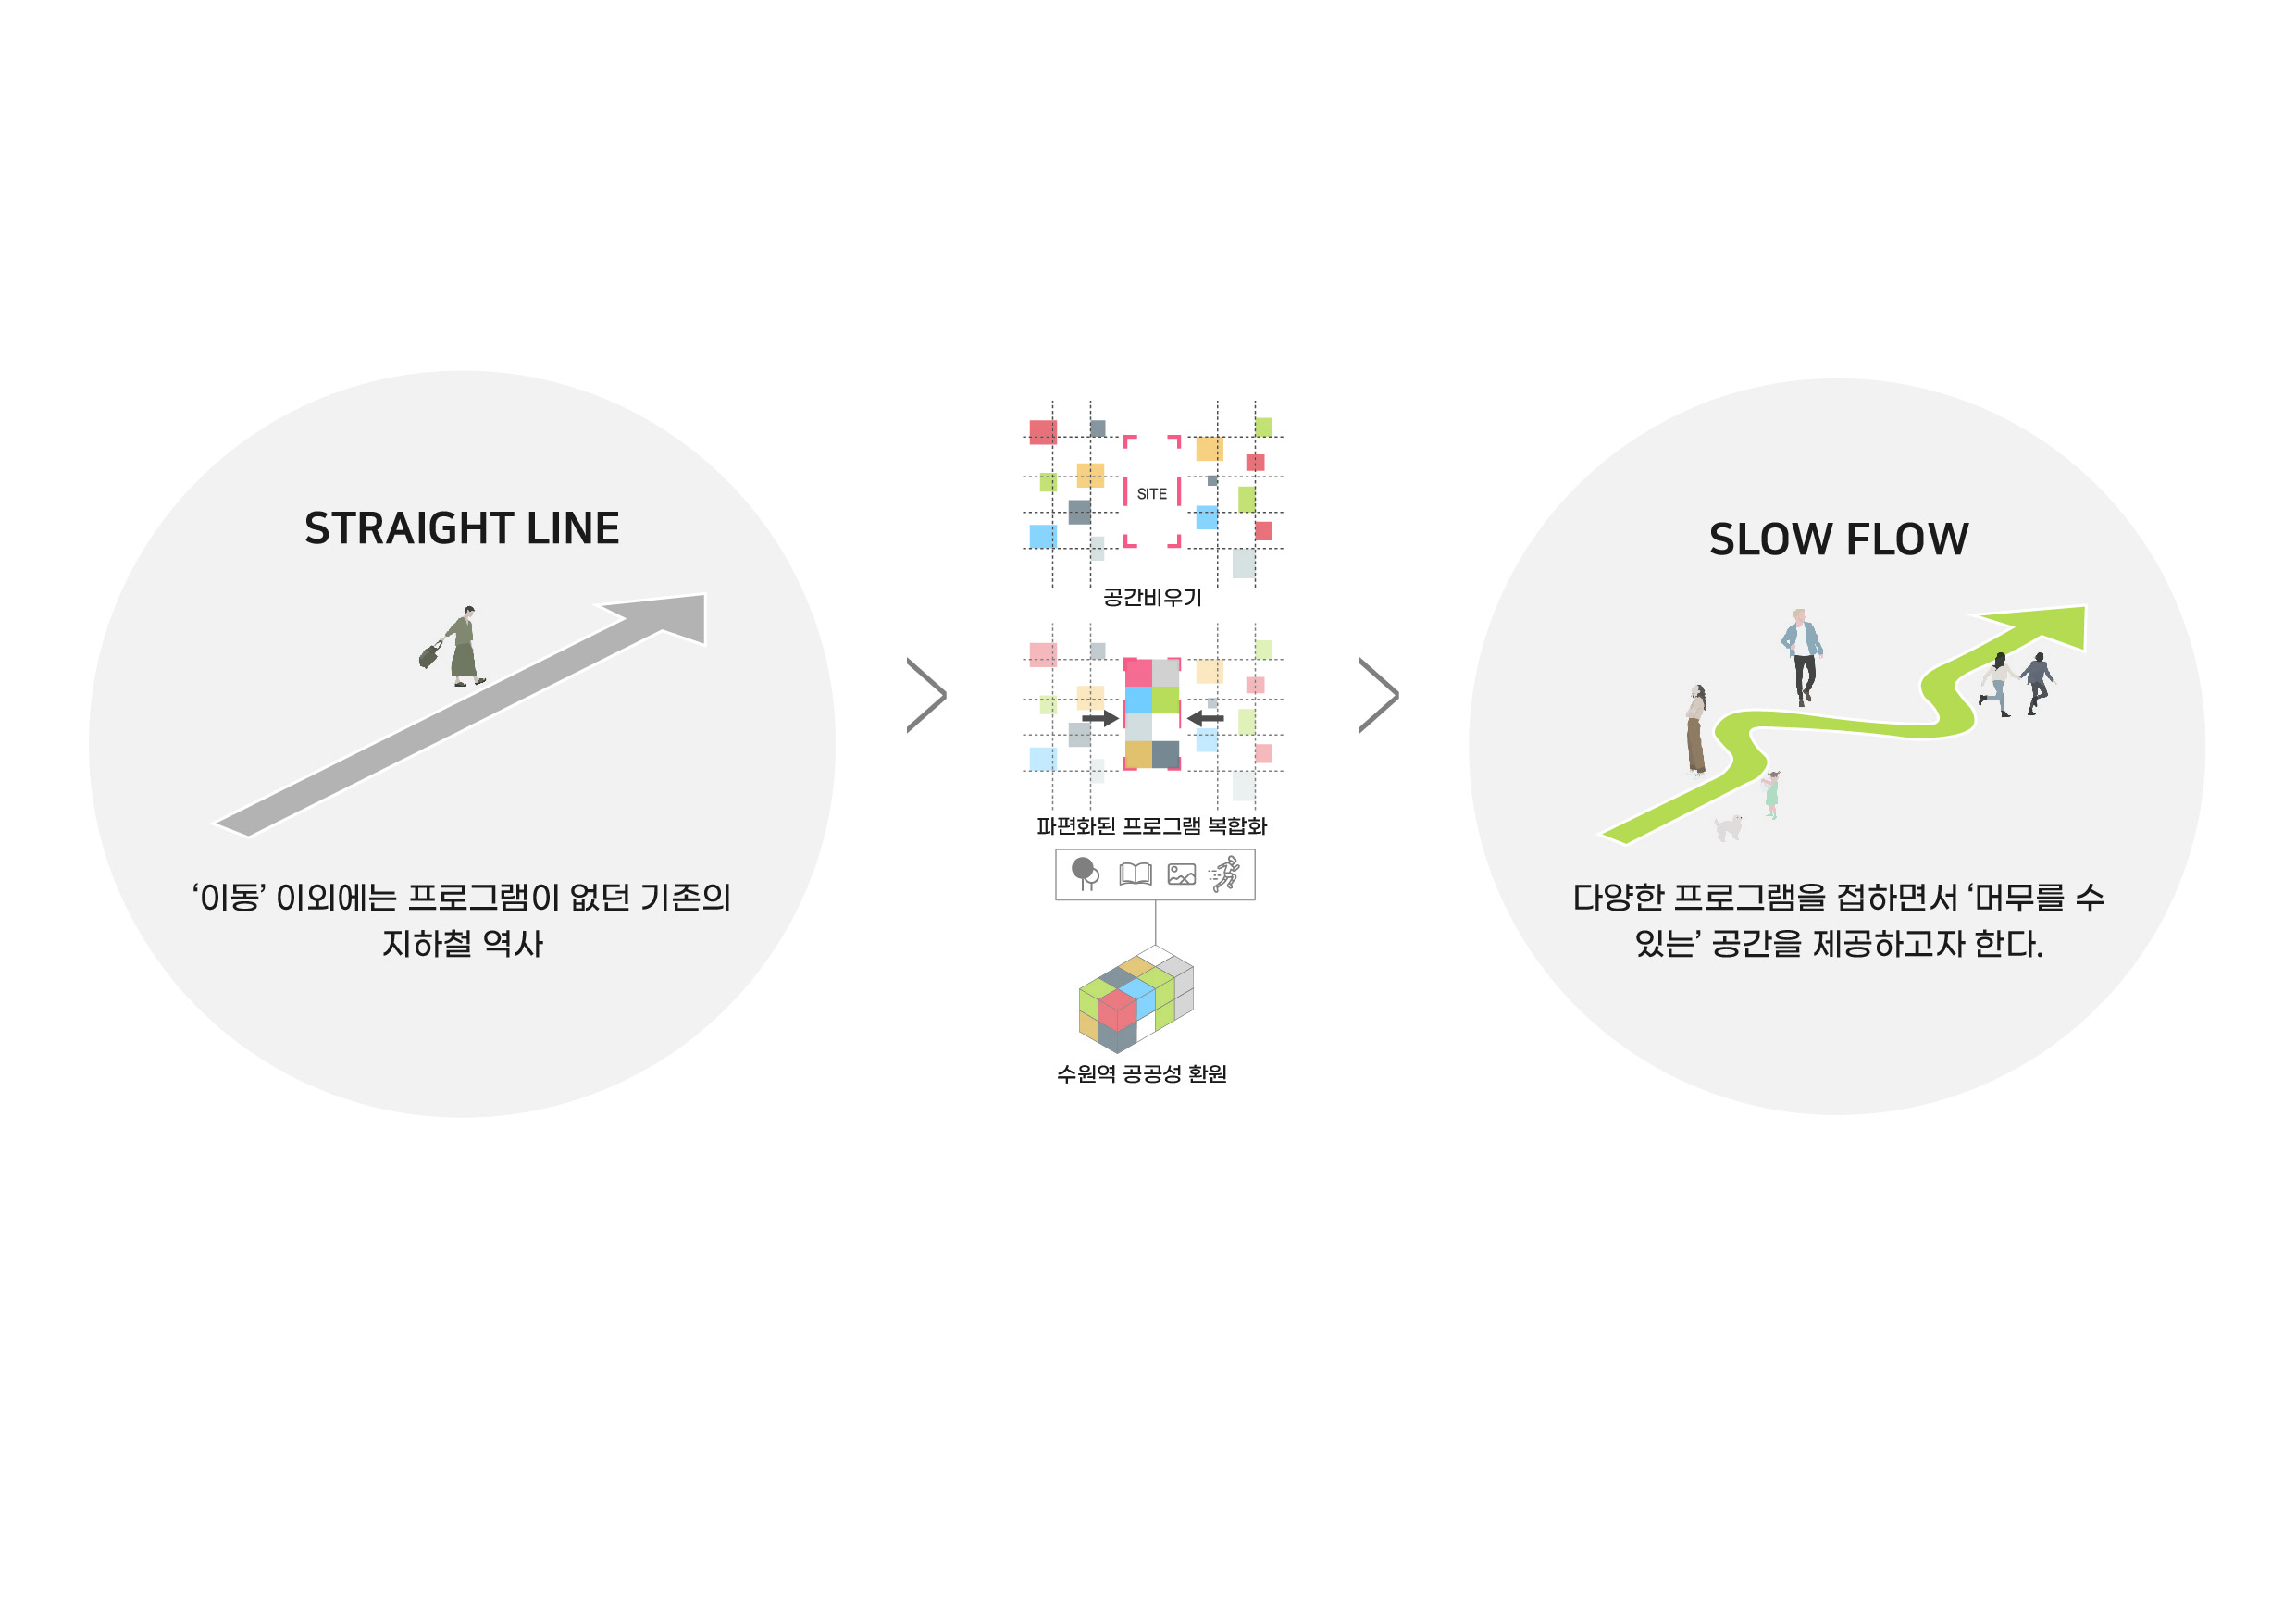 STRAIGHT LINE
‘이동’ 이외에는 프로그램이 없던 기존의
지하철 역사
SITE
공간비우기
파편화된 프로그램 복합화
수원역 공공성 환원
SLOW FLOW
다양한 프로그램을 접하면서 ‘머무를 수
있는’ 공간을 제공하고자 한다.